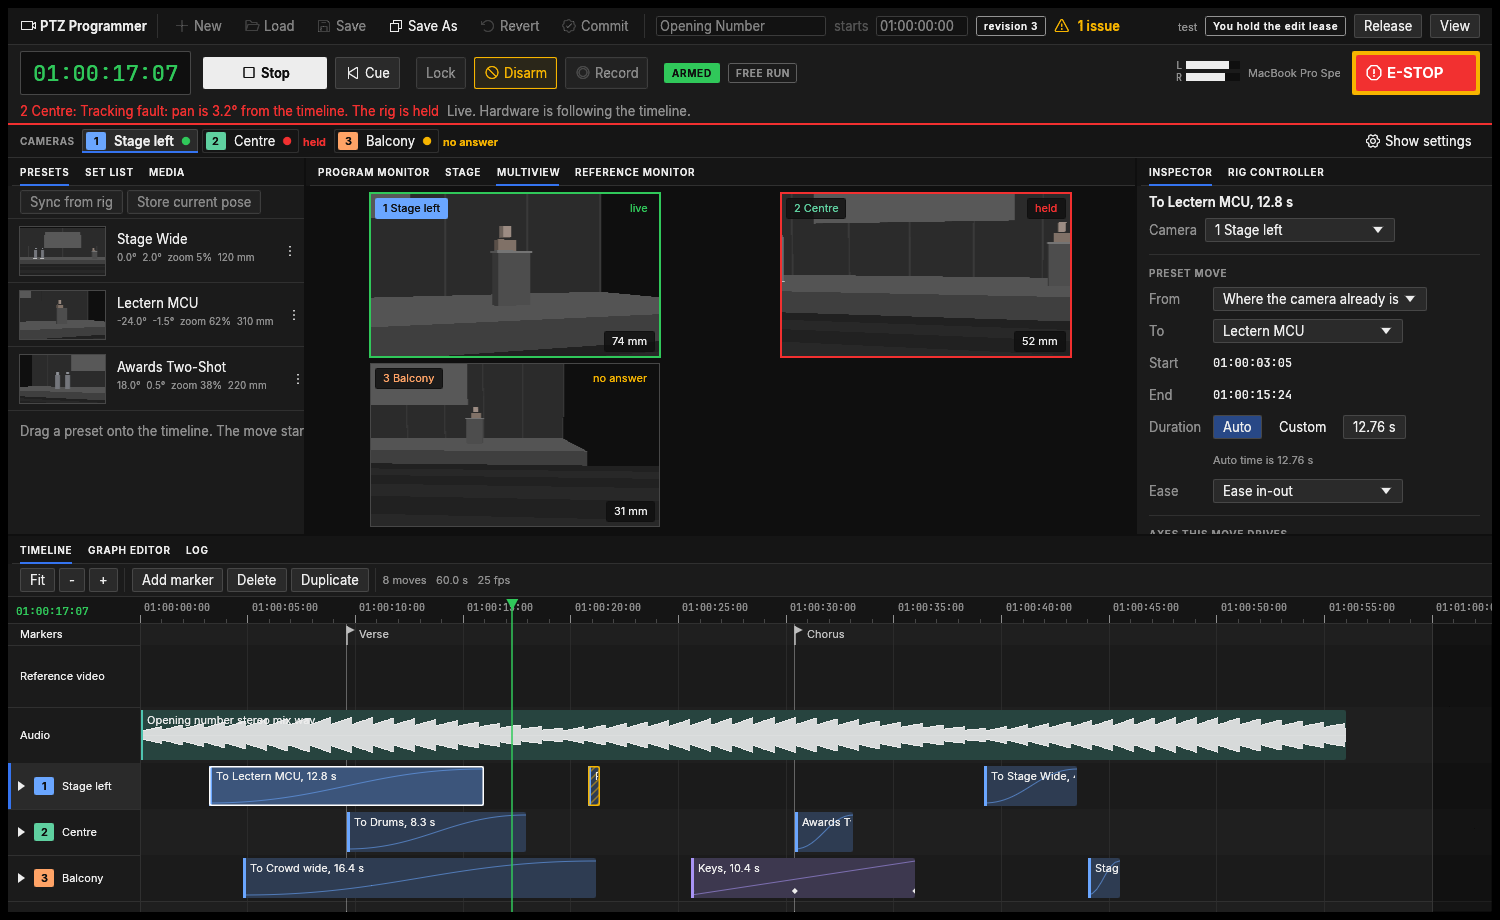 PTZ Programmer New Load Save Save As Revert Commit Opening Number starts 01:00:00:00 revision 3 1 issue test You hold the edit lease Release View
01:00:17:07 Stop Cue Lock Disarm Record ARMED FREE RUN L R MacBook Pro Spe E-STOP
2 Centre: Tracking fault: pan is 3.2° from the timeline. The rig is held Live. Hardware is following the timeline.
CAMERAS 1 Stage left 2 Centre held 3 Balcony no answer Show settings
PRESETS SET LIST MEDIA
Sync from rig Store current pose
Stage Wide
0.0° 2.0° zoom 5% 120 mm
Lectern MCU
-24.0° -1.5° zoom 62% 310 mm
Awards Two-Shot
18.0° 0.5° zoom 38% 220 mm
Drag a preset onto the timeline. The move star
PROGRAM MONITOR STAGE MULTIVIEW REFERENCE MONITOR
1 Stage left live
74 mm
2 Centre held
52 mm
3 Balcony no answer
31 mm
INSPECTOR RIG CONTROLLER
To Lectern MCU, 12.8 s
Camera 1 Stage left
PRESET MOVE
From Where the camera already is
To Lectern MCU
Start 01:00:03:05
End 01:00:15:24
Duration Auto Custom 12.76 s
Auto time is 12.76 s
Ease Ease in-out
AXES THIS MOVE DRIVES
TIMELINE GRAPH EDITOR LOG
Fit - + Add marker Delete Duplicate 8 moves 60.0 s 25 fps
01:00:17:07 01:00:00:00 01:00:05:00 01:00:10:00 01:00:15:00 01:00:20:00 01:00:25:00 01:00:30:00 01:00:35:00 01:00:40:00 01:00:45:00 01:00:50:00 01:00:55:00 01:01:00:0
Markers Verse Chorus
Reference video
Audio Opening number stereo mix.wav
1 Stage left To Lectern MCU, 12.8 s To Stage Wide,
2 Centre To Drums, 8.3 s Awards T
3 Balcony To Crowd wide, 16.4 s Keys, 10.4 s Stag